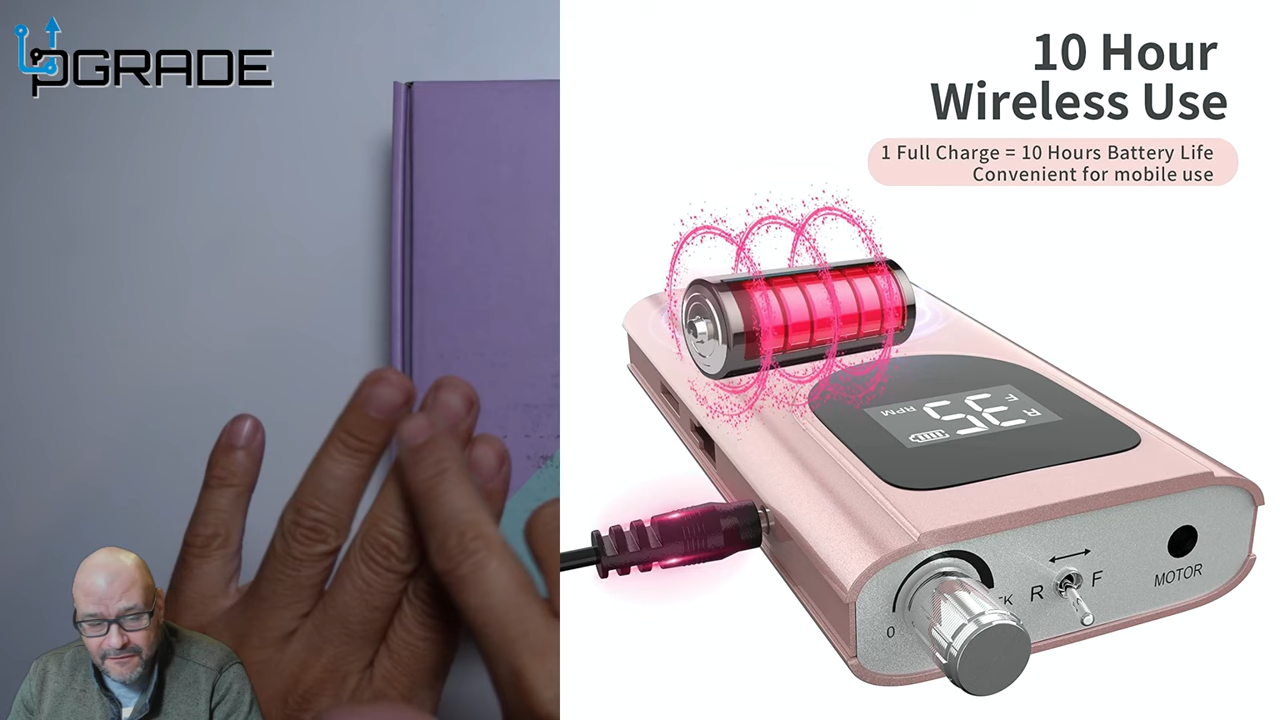 UPGRADE
10 Hour
Wireless Use
1 Full Charge = 10 Hours Battery Life
Convenient for mobile use
35
RPM
F
R
0
R
F
MOTOR